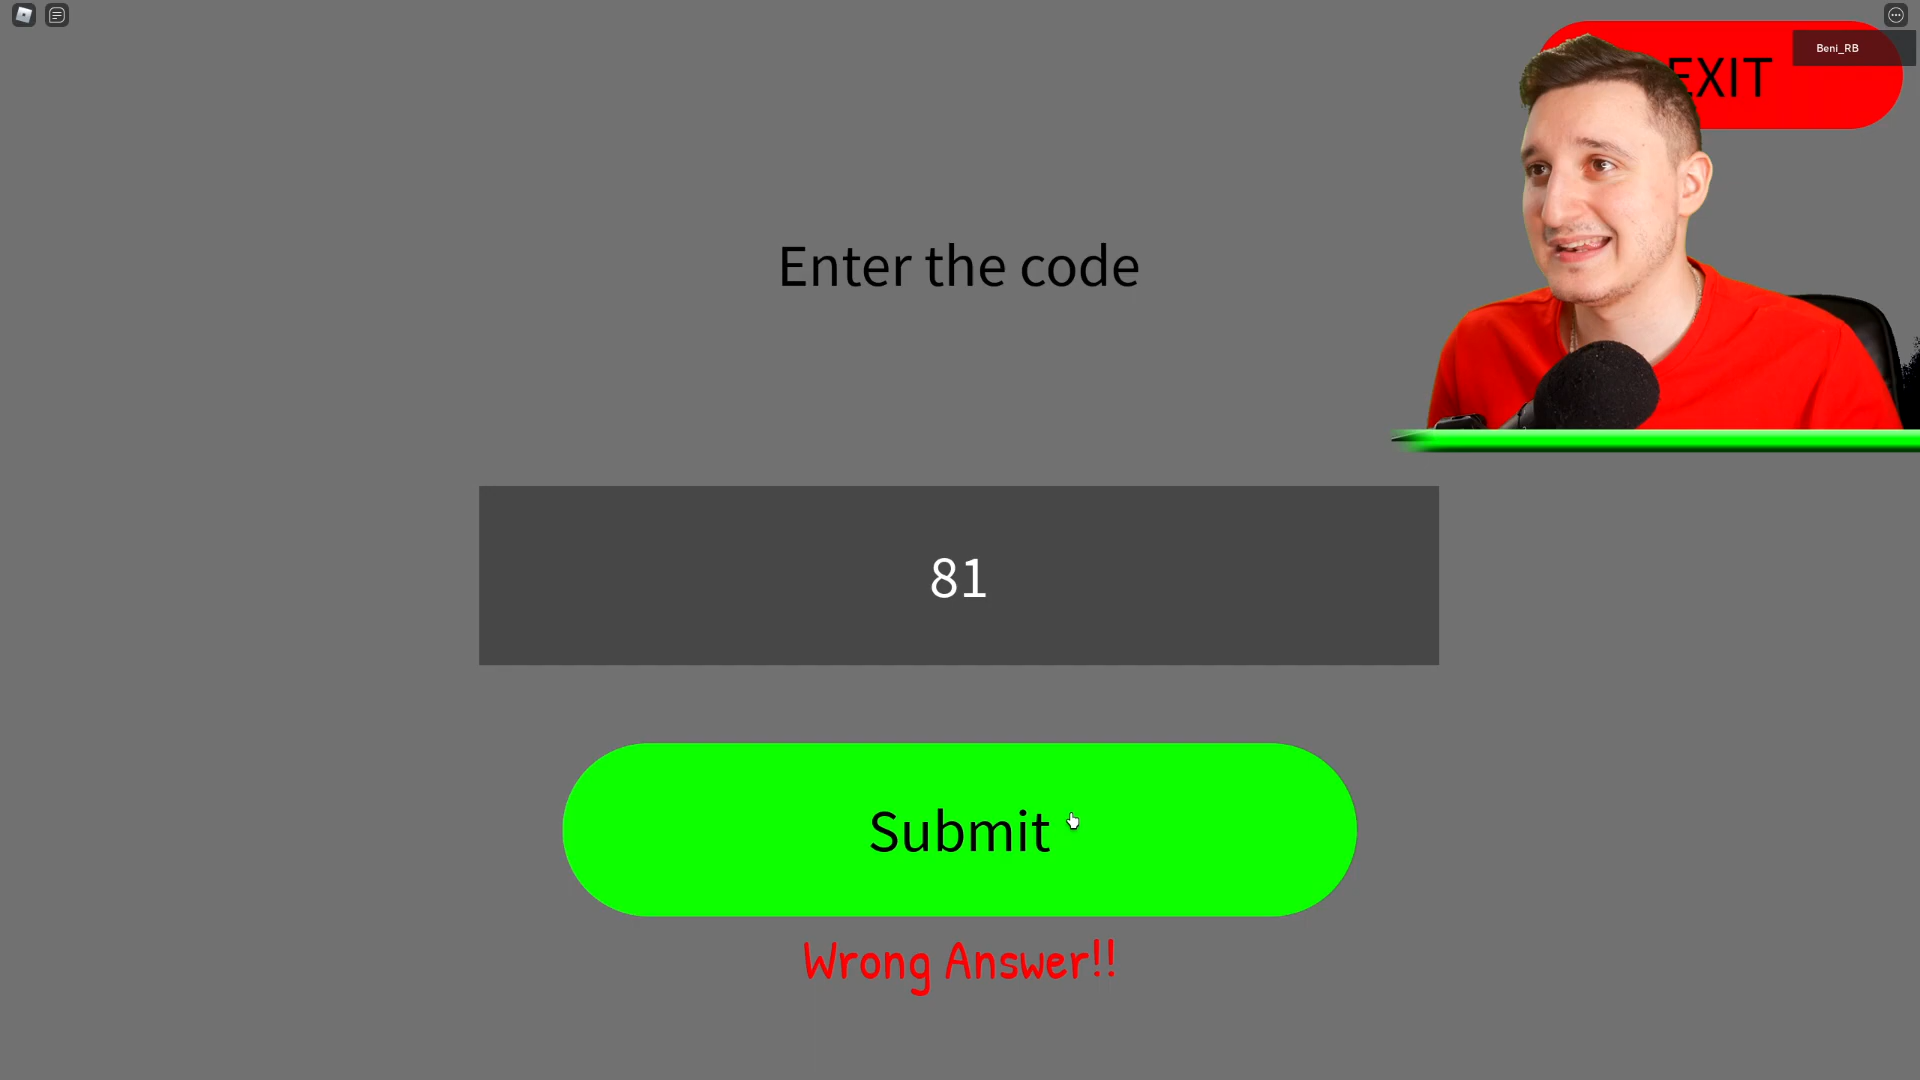 Beni_RB
EXIT
Enter the code
81
Submit
Wrong Answer!!